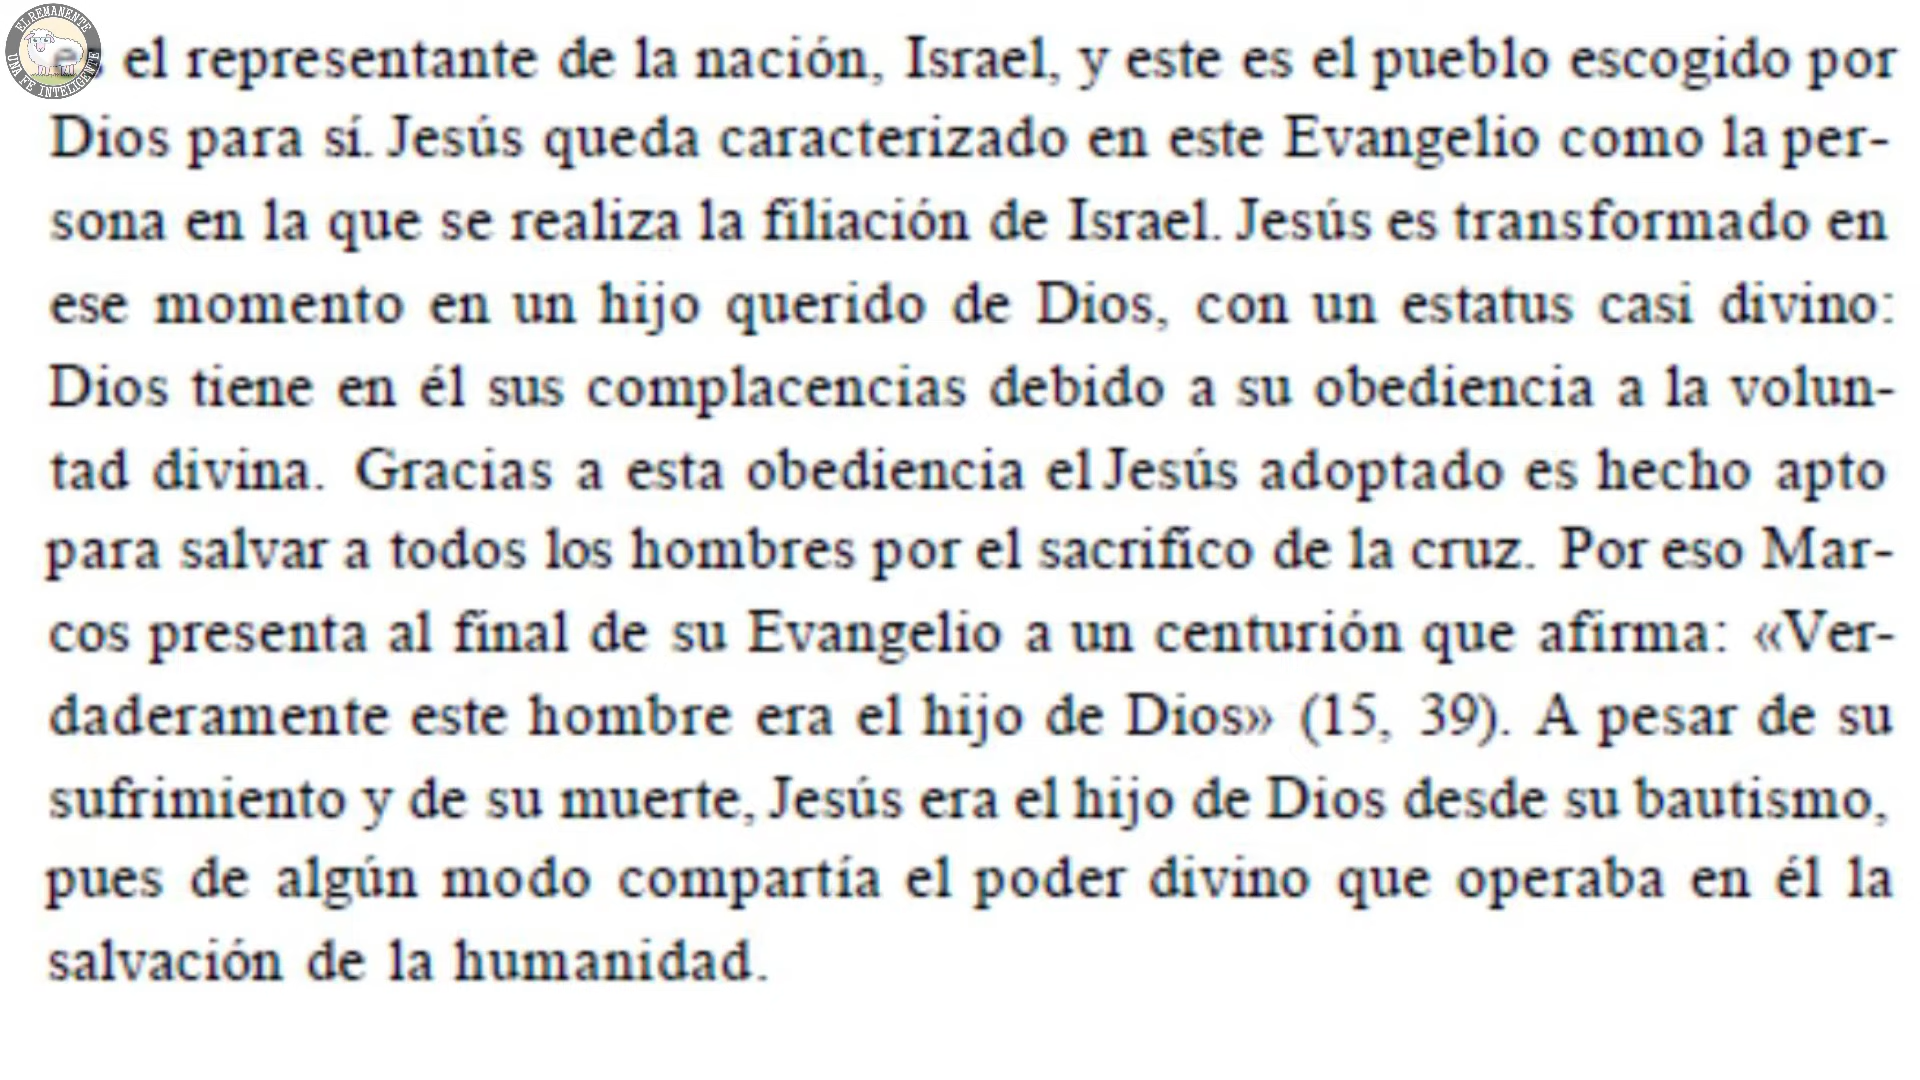 ELREMANENTE
UNA FE INTELIGENTE
es el representante de la nación, Israel, y este es el pueblo escogido por
Dios para sí. Jesús queda caracterizado en este Evangelio como la per-
sona en la que se realiza la filiación de Israel. Jesús es transformado en
ese momento en un hijo querido de Dios, con un estatus casi divino:
Dios tiene en él sus complacencias debido a su obediencia a la volun-
tad divina. Gracias a esta obediencia el Jesús adoptado es hecho apto
para salvar a todos los hombres por el sacrifico de la cruz. Por eso Mar-
cos presenta al final de su Evangelio a un centurión que afirma: «Ver-
daderamente este hombre era el hijo de Dios» (15, 39). A pesar de su
sufrimiento y de su muerte, Jesús era el hijo de Dios desde su bautismo,
pues de algún modo compartía el poder divino que operaba en él la
salvación de la humanidad.